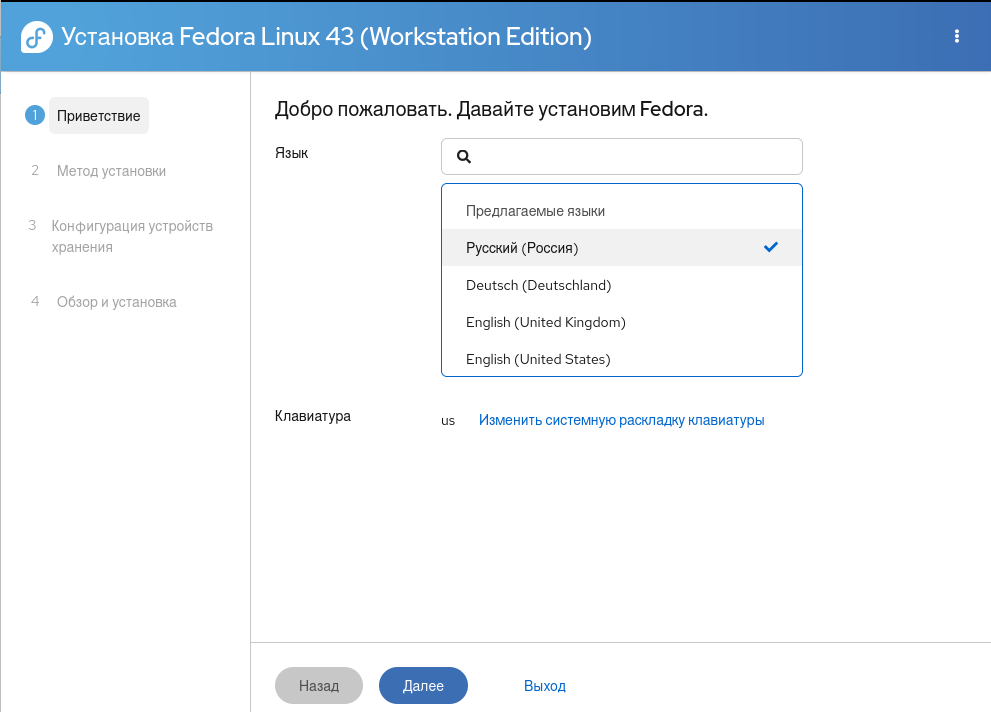 Установка Fedora Linux 43 (Workstation Edition)
1 Приветствие
2 Метод установки
3 Конфигурация устройств
хранения
4 Обзор и установка
Добро пожаловать. Давайте установим Fedora.
Язык
Предлагаемые языки
Русский (Россия)
Deutsch (Deutschland)
English (United Kingdom)
English (United States)
Клавиатура
us Изменить системную раскладку клавиатуры
Назад
Далее
Выход